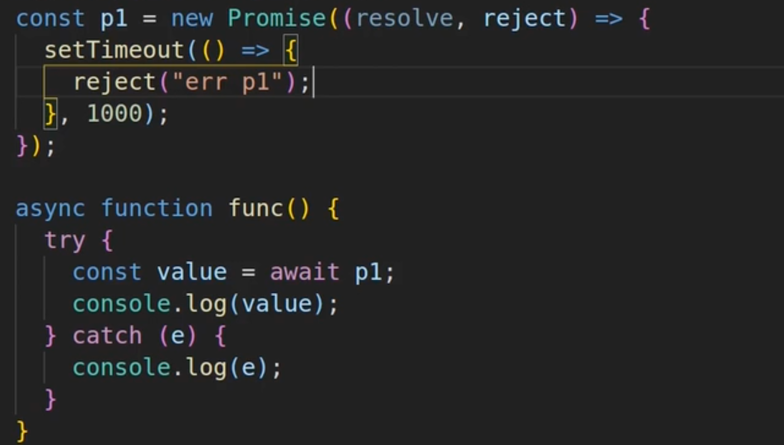 const p1 = new Promise((resolve, reject) => {
  setTimeout(() => {
    reject("err p1");
  }, 1000);
});

async function func() {
  try {
    const value = await p1;
    console.log(value);
  } catch (e) {
    console.log(e);
  }
}